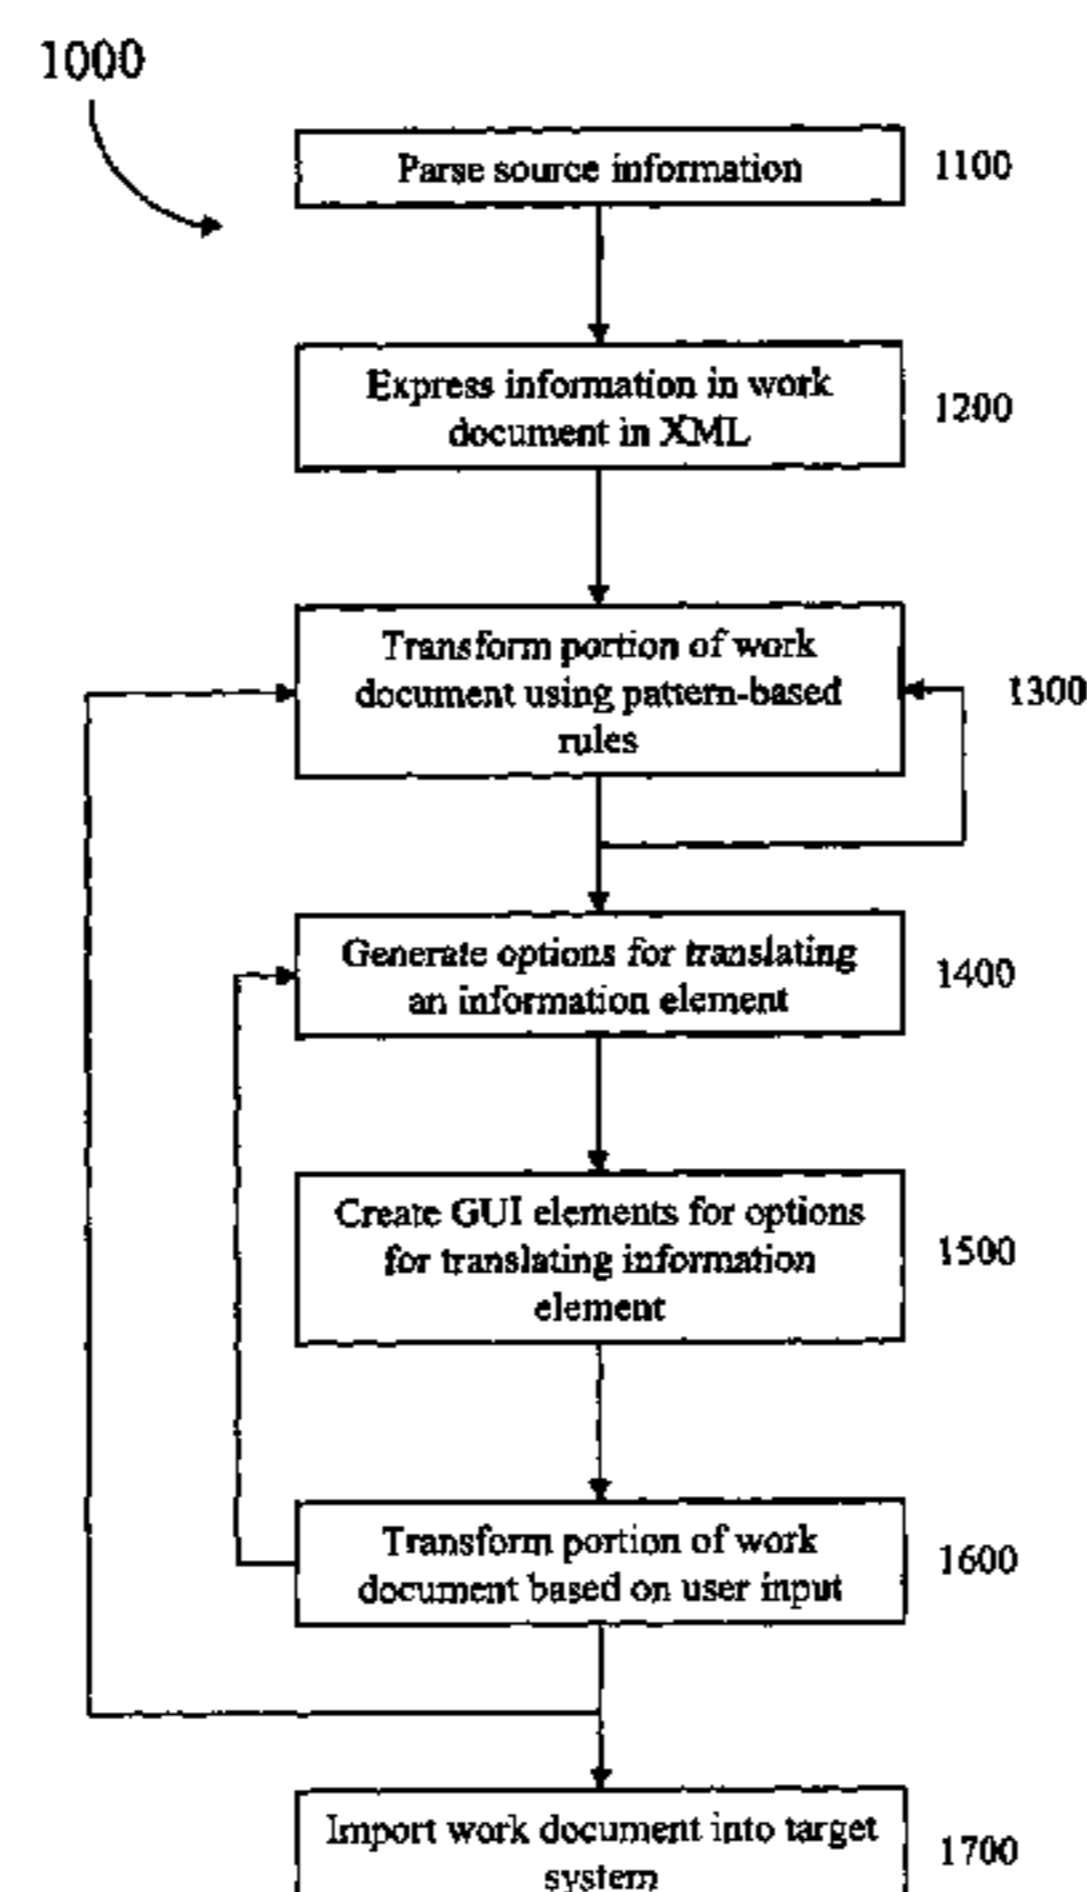 1000
Parse source information
1100
Express information in work
document in XML
1200
Transform portion of work
document using pattern-based
rules
1300
Generate options for translating
an information element
1400
Create GUI elements for options
for translating information
element
1500
Transform portion of work
document based on user input
1600
Import work document into target
system
1700